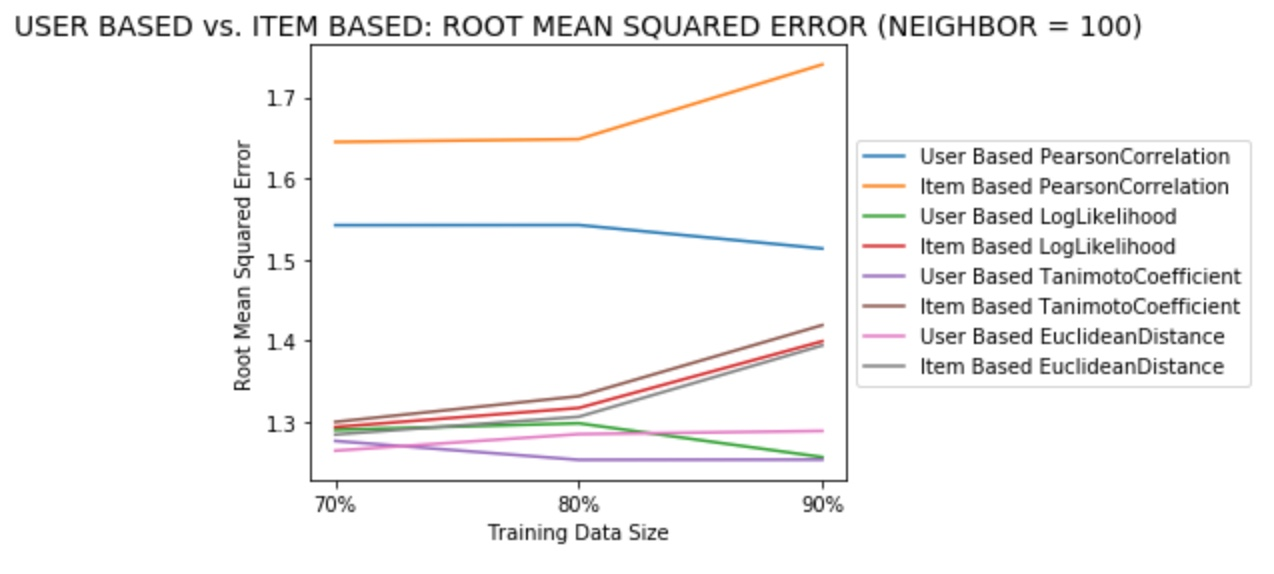 USER BASED vs. ITEM BASED: ROOT MEAN SQUARED ERROR (NEIGHBOR = 100)
Root Mean Squared Error
1.7
1.6
1.5
1.4
1.3
70%
80%
90%
Training Data Size
User Based PearsonCorrelation
Item Based PearsonCorrelation
User Based LogLikelihood
Item Based LogLikelihood
User Based TanimotoCoefficient
Item Based TanimotoCoefficient
User Based EuclideanDistance
Item Based EuclideanDistance